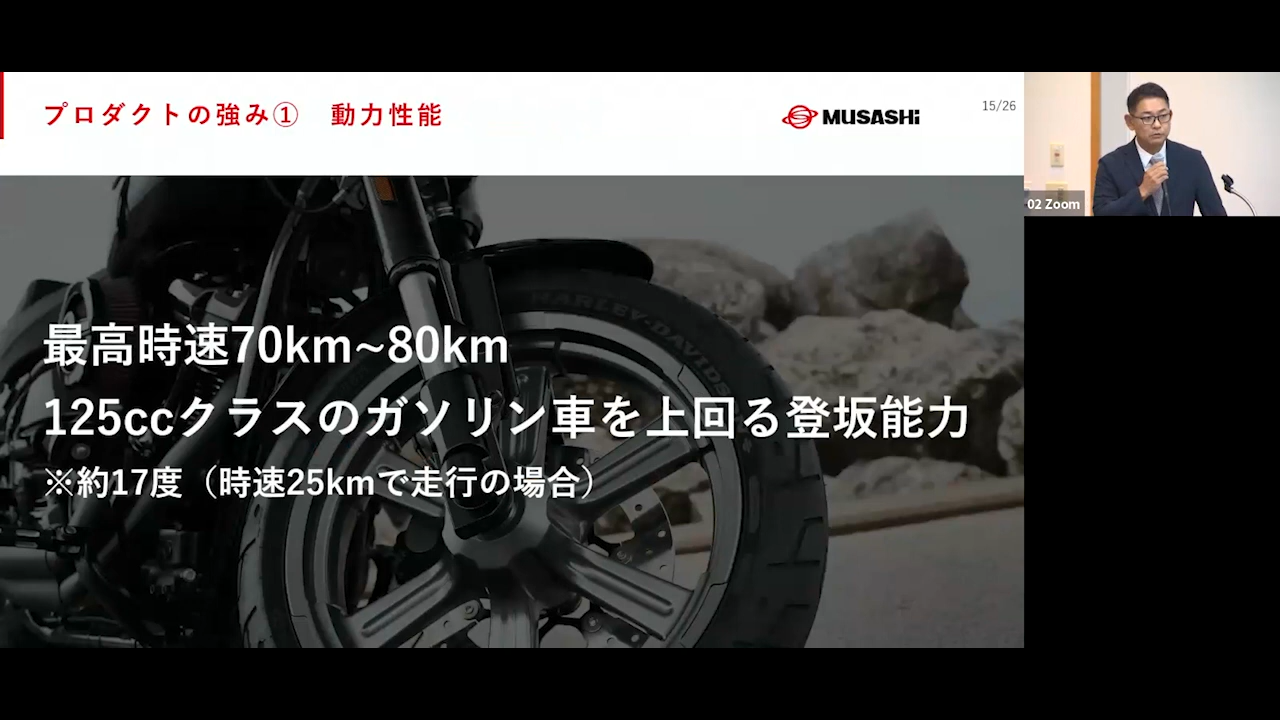 プロダクトの強み① 動力性能
MUSASHi
15/26
02 Zoom
HARLEY-DAVIDS
最高時速70km~80km
125ccクラスのガソリン車を上回る登坂能力
※約17度（時速25kmで走行の場合）